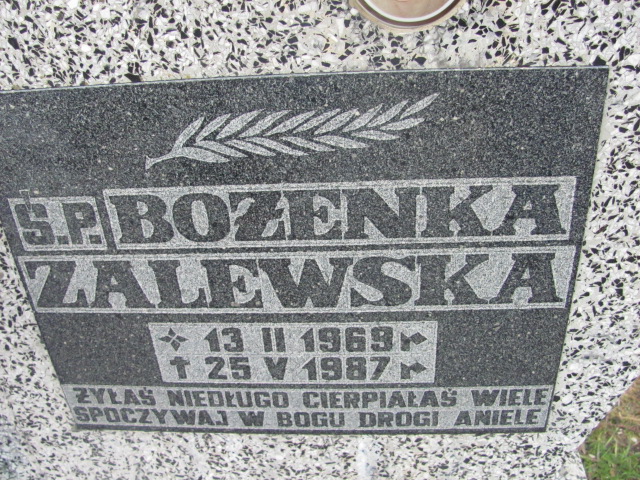 Ś.P. BOŻENKA
ZALEWSKA
13 II 1969 r
25 V 1987 r
ŻYŁAŚ NIEDŁUGO CIERPIAŁAŚ WIELE
SPOCZYWAJ W BOGU DROGI ANIELE